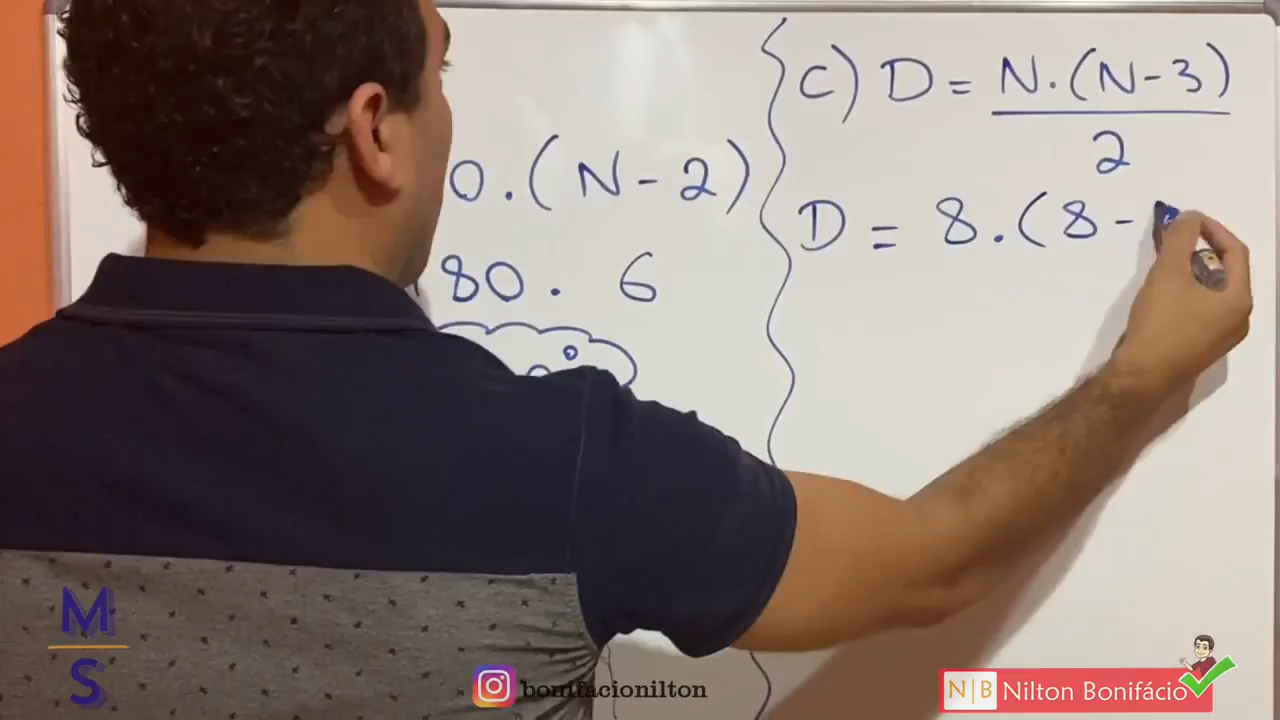 0.(N-2)
80. 6
C) D = N.(N-3)
2
D = 8.(8-
M
S
bonifacionilton
N|B Nilton Bonifácio